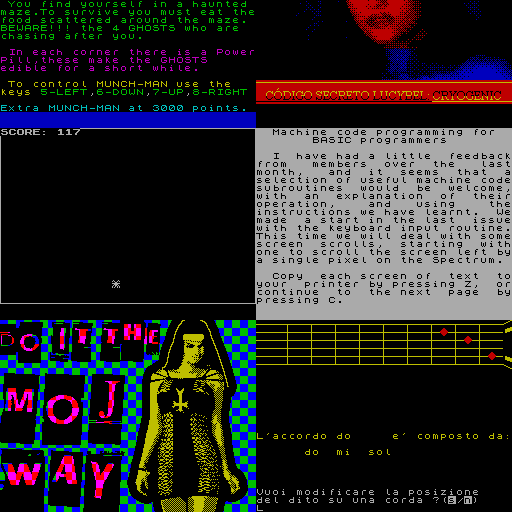 You find yourself in a haunted
maze.To survive you must eat the
food scattered around the maze.
BEWARE!!! the 4 GHOSTS who are
chasing after you.
In each corner there is a Power
Pill,these make the GHOSTS
edible for a short while.
To control MUNCH-MAN use the
keys 5-LEFT,6-DOWN,7-UP,8-RIGHT
Extra MUNCH-MAN at 3000 points.
CÓDIGO SECRETO LUCYFEL: CRYOGENIC
SCORE: 117
Machine code programming for
BASIC programmers
I have had a little feedback
from members over the last
month, and it seems that a
selection of useful machine code
subroutines would be welcome,
with an explanation of their
operation, and using the
instructions we have learnt. We
made a start in the last issue
with the keyboard input routine.
This time we will deal with some
screen scrolls, starting with
one to scroll the screen left by
a single pixel on the Spectrum.
Copy each screen of text to
your printer by pressing Z, or
continue to the next page by
pressing C.
DO IT THE
MOJ
WAY
L'accordo do e' composto da:
do mi sol
Vuoi modificare la posizione
del dito su una corda ?(s/n)
L